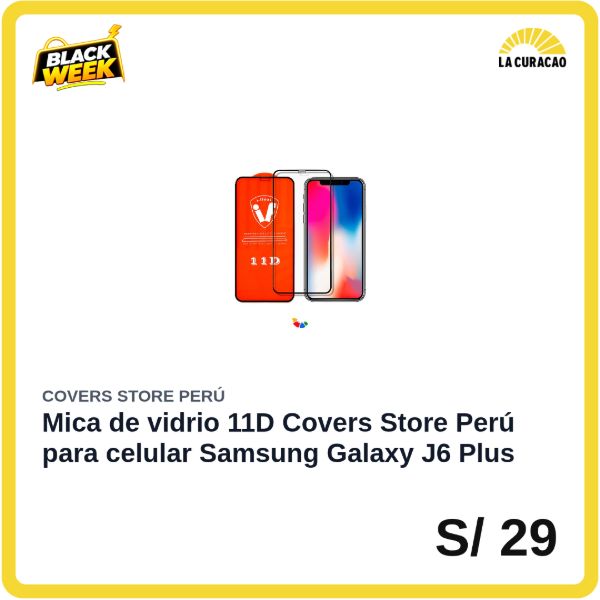 BLACK
WEEK
LA CURACAO
11D
COVERS STORE PERÚ
Mica de vidrio 11D Covers Store Perú
para celular Samsung Galaxy J6 Plus
S/ 29